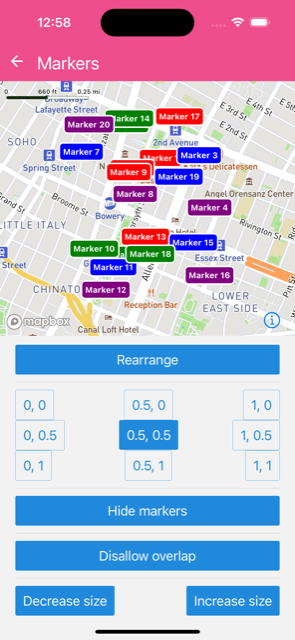 12:58
Markers
0 660 ft 0.25 mi
Broadway-
Lafayette Street
Marker 14
Marker 17
Marker 20
E 3rd St
E 4th St
E 2nd St
SOHO
2nd Avenue
Marker 7
Marker 3
Marker 9
Katz's Delicatessen
Spring Street
Marker 19
Marker 8
Angel Orensanz Center
Broome St
Marker 4
Bowery
LITTLE ITALY
Rivington St
Marker 13
Marker 15
Marker 10
Marker 18
Street
Essex Street
Marker 11
Allen
CHINATO
Marker 16
Marker 12
Reception Bar
LOWER
EAST SIDE
mapbox
Canal Loft Hotel
Rearrange
0, 0 0.5, 0 1, 0
0, 0.5 0.5, 0.5 1, 0.5
0, 1 0.5, 1 1, 1
Hide markers
Disallow overlap
Decrease size Increase size